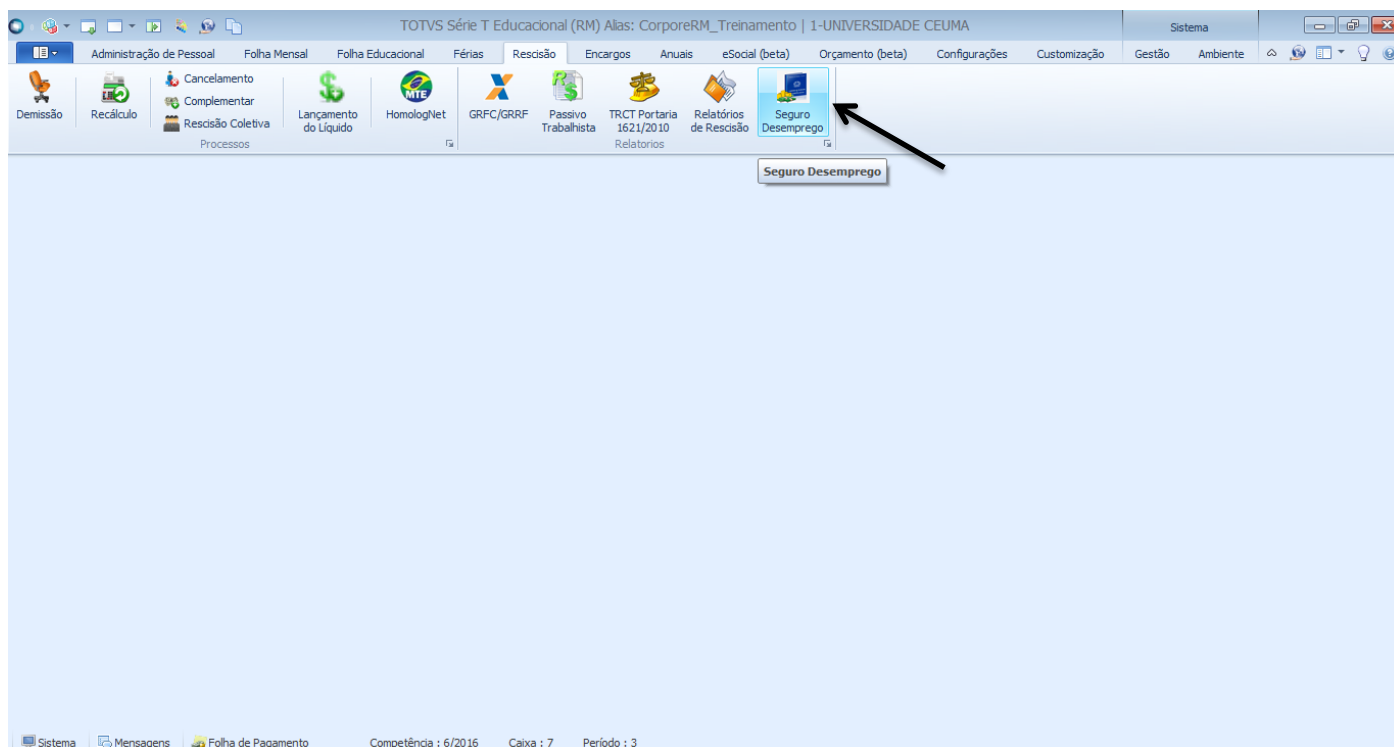 TOTVS Série T Educacional (RM) Alias: CorporeRM_Treinamento | 1-UNIVERSIDADE CEUMA
Sistema
Administração de Pessoal Folha Mensal Folha Educacional Férias Rescisão Encargos Anuais eSocial (beta) Orçamento (beta) Configurações Customização Gestão Ambiente
Demissão
Recálculo
Cancelamento
Complementar
Rescisão Coletiva
Lançamento
do Líquido
MTE
HomologNet
Processos
GRFC/GRRF
Passivo
Trabalhista
TRCT Portaria
1621/2010
Relatórios
de Rescisão
Seguro
Desemprego
Relatorios
Seguro Desemprego
Sistema Mensagens Folha de Pagamento Competência : 6/2016 Caixa : 7 Período : 3